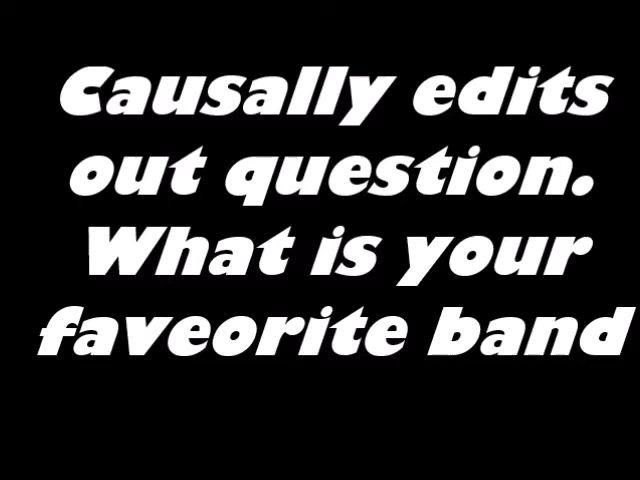 Causally edits
out question.
What is your
faveorite band